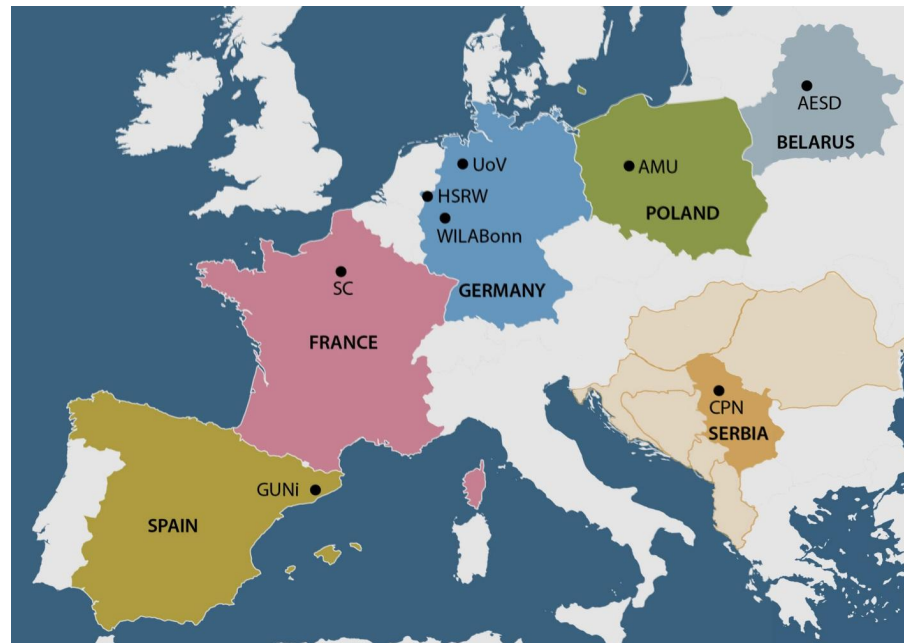 AESD
BELARUS
UoV
AMU
HSRW
POLAND
WILABonn
SC
GERMANY
FRANCE
CPN
SERBIA
GUNi
SPAIN